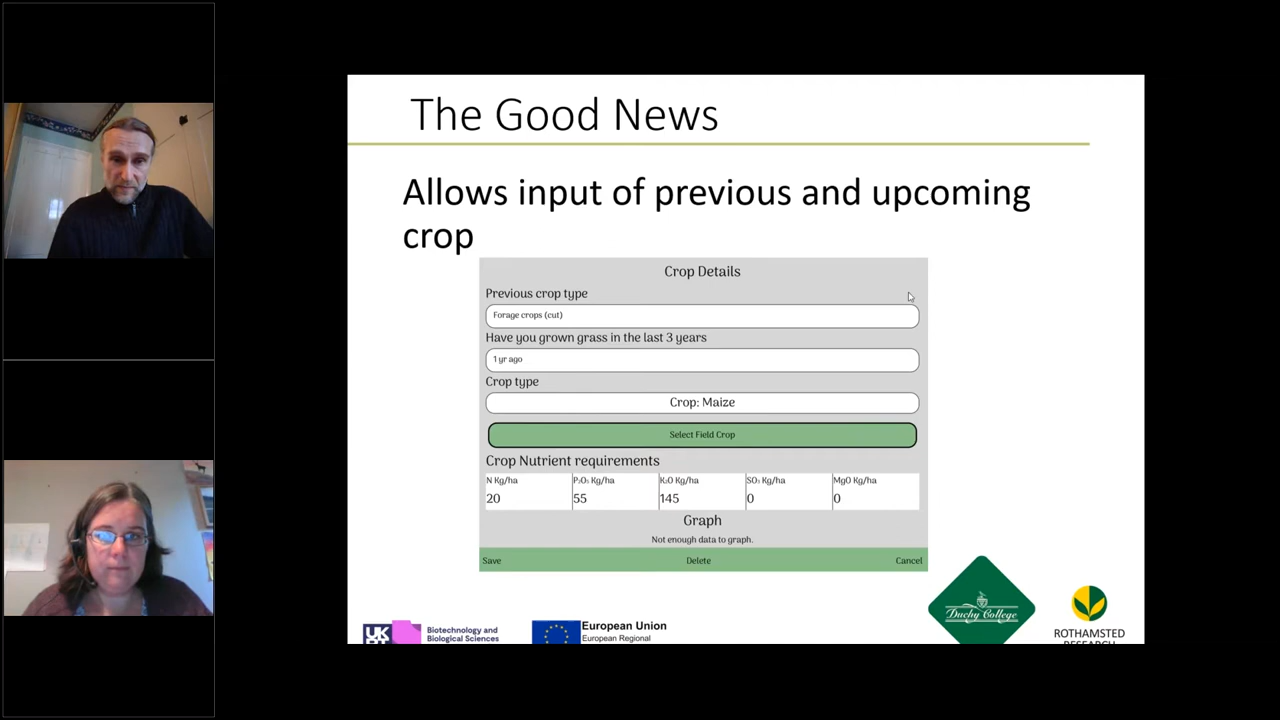 The Good News
Allows input of previous and upcoming
crop
Crop Details
Previous crop type
Forage crops (cut)
Have you grown grass in the last 3 years
1 yr ago
Crop type
Crop: Maize
Select Field Crop
Crop Nutrient requirements
N Kg/ha P₂O₅ Kg/ha K₂O Kg/ha SO₃ Kg/ha MgO Kg/ha
20 55 145 0 0
Graph
Not enough data to graph.
Save Delete Cancel
UK
Biotechnology and
Biological Sciences
European Union
European Regional
Duchy College
ROTHAMSTED
RESEARCH